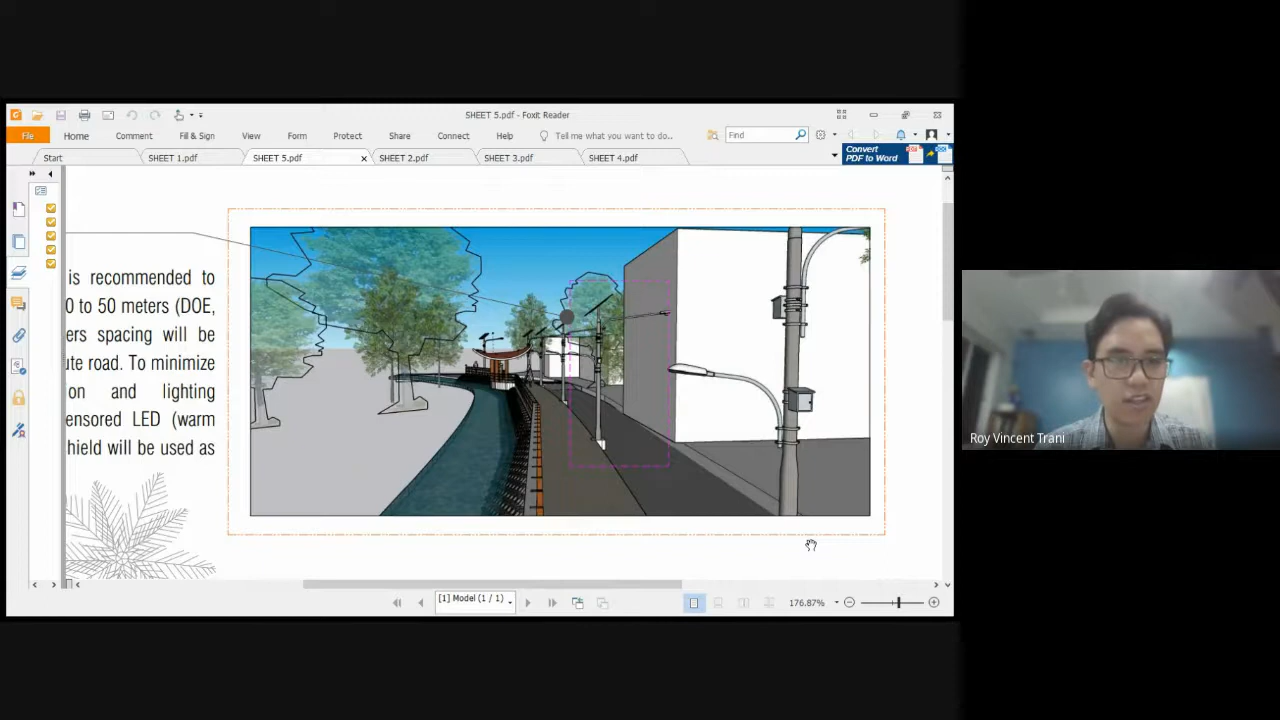 SHEET 5.pdf - Foxit Reader
File Home Comment Fill & Sign View Form Protect Share Connect Help Tell me what you want to do.. Find
Start SHEET 1.pdf SHEET 5.pdf SHEET 2.pdf SHEET 3.pdf SHEET 4.pdf
Convert
PDF to Word
is recommended to
0 to 50 meters (DOE,
ers spacing will be
ute road. To minimize
on and lighting
ensored LED (warm
hield will be used as
Roy Vincent Trani
[1] Model (1 / 1)
176.87%